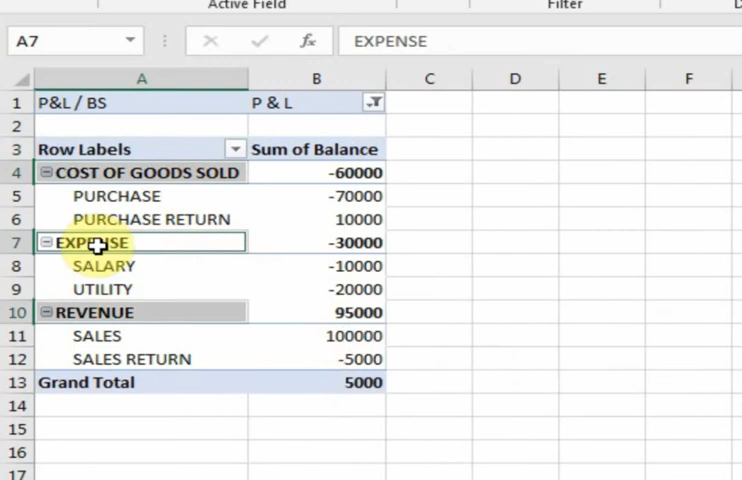 Active Field Filter
A7 fx EXPENSE
A B C D E F
1 P&L / BS P & L
2
3 Row Labels Sum of Balance
4 COST OF GOODS SOLD -60000
5 PURCHASE -70000
6 PURCHASE RETURN 10000
7 EXPENSE -30000
8 SALARY -10000
9 UTILITY -20000
10 REVENUE 95000
11 SALES 100000
12 SALES RETURN -5000
13 Grand Total 5000
14
15
16
17